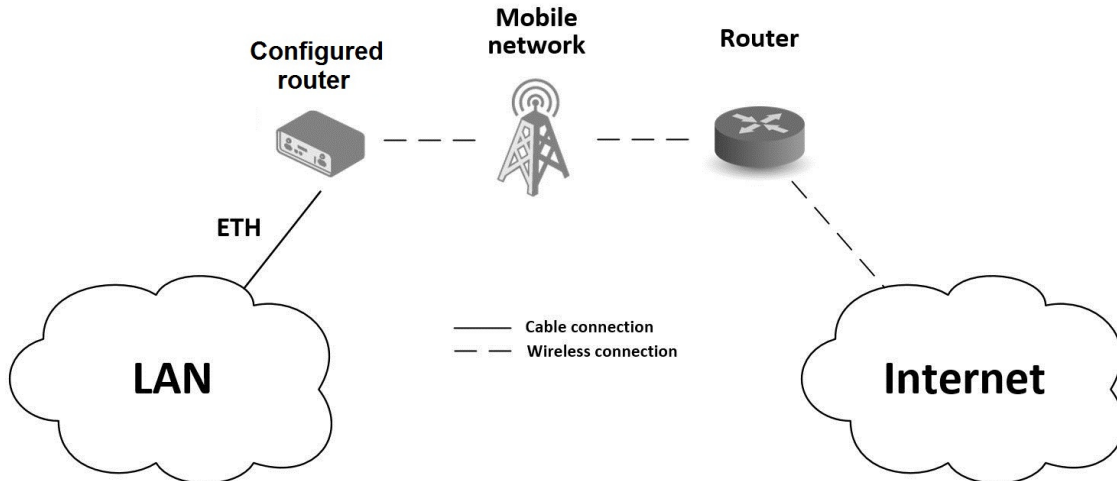 Mobile
network
Router
Configured
router
ETH
Cable connection
Wireless connection
LAN
Internet